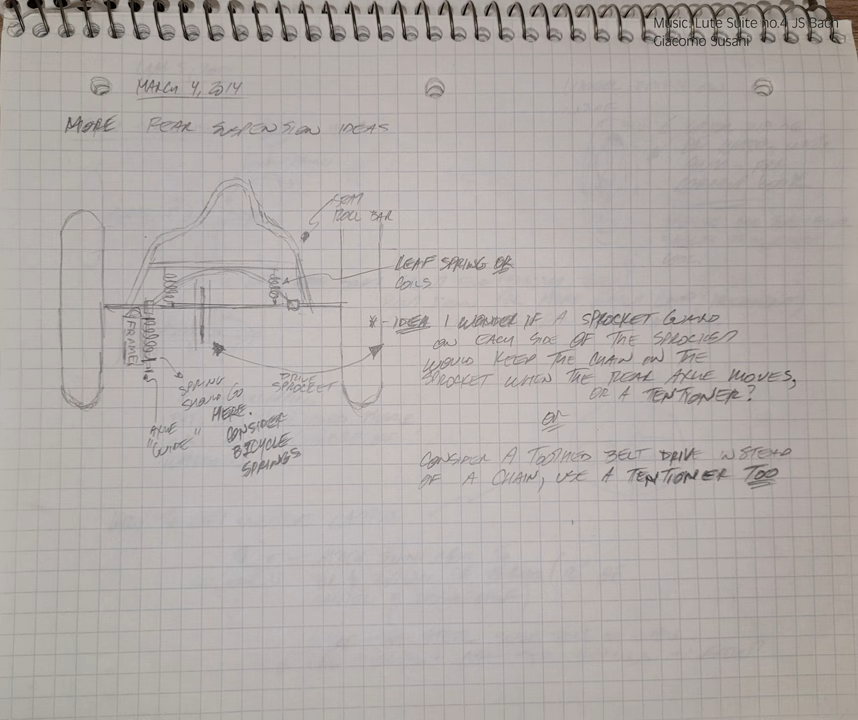 Music: Lute Suite no.4 JS Bach
Giacomo Susani
MARCH 4, 2014
MORE REAR SUSPENSION IDEAS
SEAT
ROLL BAR
LEAF SPRING OR
COILS
* - IDEA I WONDER IF A SPROCKET GUARD
ON EACH SIDE OF THE SPROCKET
WOULD KEEP THE CHAIN ON THE
SPROCKET WHEN THE REAR AXLE MOVES,
OR A TENTIONER?
OR
CONSIDER A TOOTHED BELT DRIVE INSTEAD
OF A CHAIN, USE A TENTIONER TOO
FRAME
DRIVE
SPROCKET
SPRING
SHOULD GO
HERE.
CONSIDER
BICYCLE
SPRINGS
AXLE
"GUIDE"